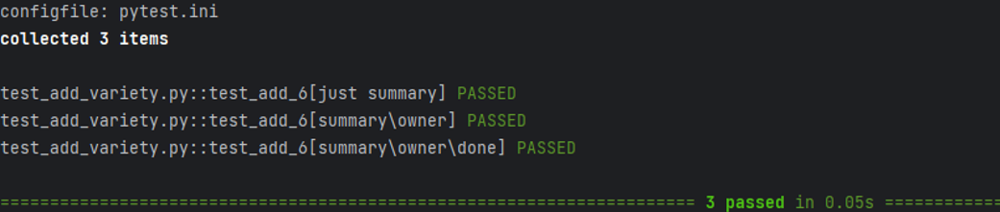 configfile: pytest.ini
collected 3 items
test_add_variety.py::test_add_6[just summary] PASSED
test_add_variety.py::test_add_6[summary\owner] PASSED
test_add_variety.py::test_add_6[summary\owner\done] PASSED
====================================================================== 3 passed in 0.05s ============